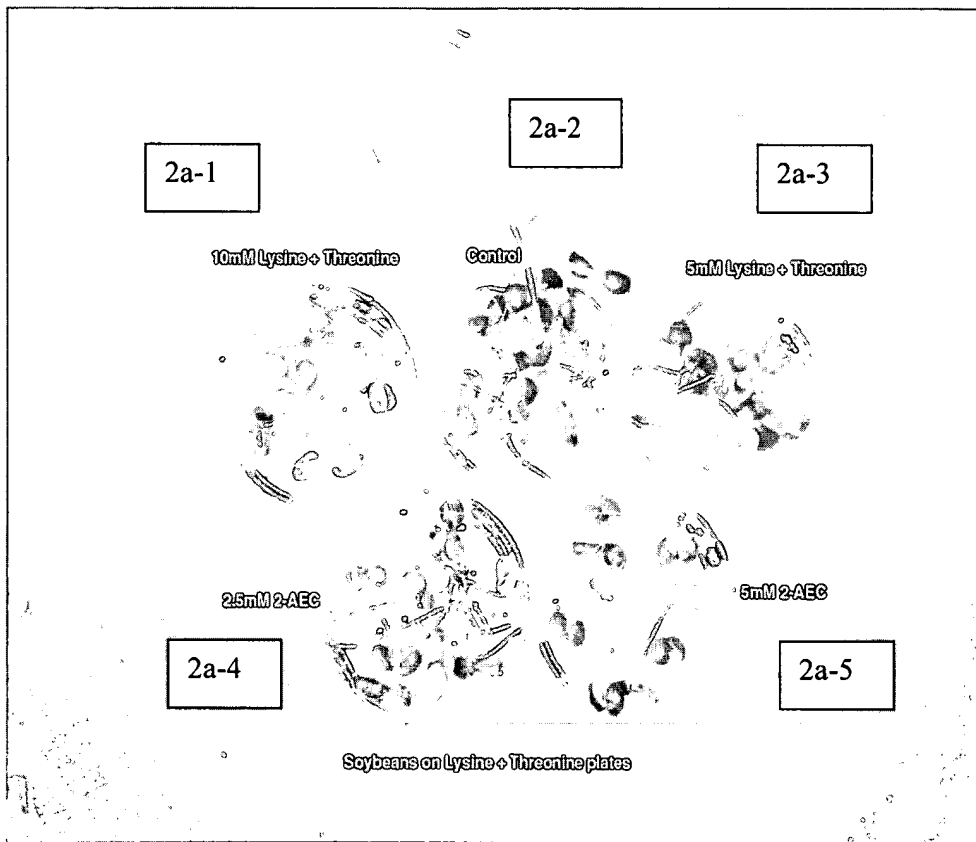 2a-2
2a-1
2a-3
10mM Lysine + Threonine
Control
5mM Lysine + Threonine
2.5mM 2-AEC
5mM 2-AEC
2a-4
2a-5
Soybeans on Lysine + Threonine plates